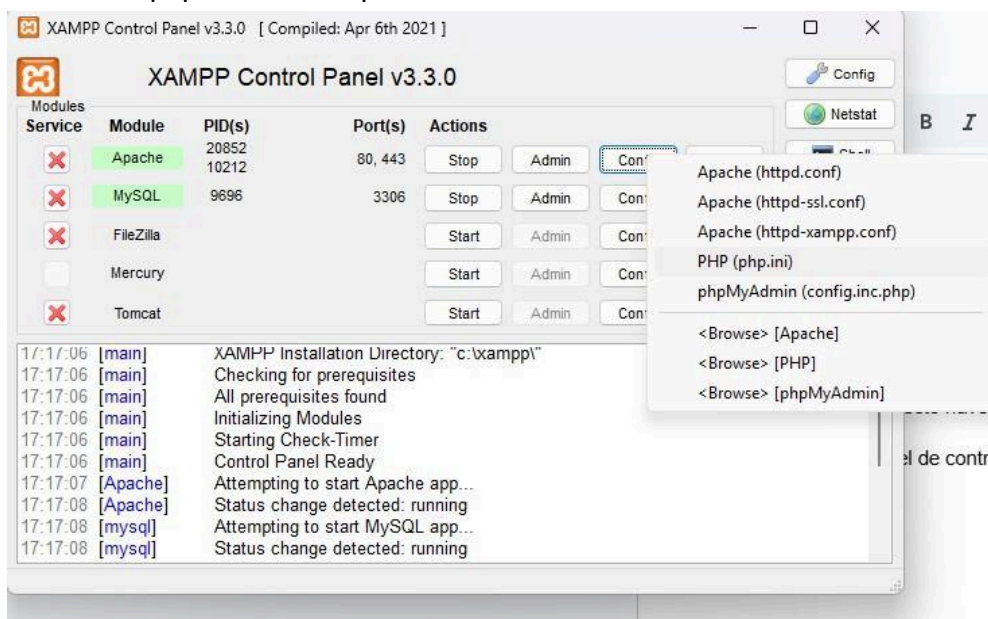 XAMPP Control Panel v3.3.0 [ Compiled: Apr 6th 2021 ]
XAMPP Control Panel v3.3.0
Config
Modules
Service Module PID(s) Port(s) Actions
Netstat
B I
Apache 20852 10212 80, 443 Stop Admin
MySQL 9696 3306 Stop Admin
FileZilla Start Admin
Mercury Start Admin
Tomcat Start Admin
Apache (httpd.conf)
Apache (httpd-ssl.conf)
Apache (httpd-xampp.conf)
PHP (php.ini)
phpMyAdmin (config.inc.php)
<Browse> [Apache]
<Browse> [PHP]
<Browse> [phpMyAdmin]
17:17:06 [main] XAMPP Installation Directory: "c:\xampp\"
17:17:06 [main] Checking for prerequisites
17:17:06 [main] All prerequisites found
17:17:06 [main] Initializing Modules
17:17:06 [main] Starting Check-Timer
17:17:06 [main] Control Panel Ready
17:17:07 [Apache] Attempting to start Apache app...
17:17:08 [Apache] Status change detected: running
17:17:08 [mysql] Attempting to start MySQL app...
17:17:08 [mysql] Status change detected: running
el de contr